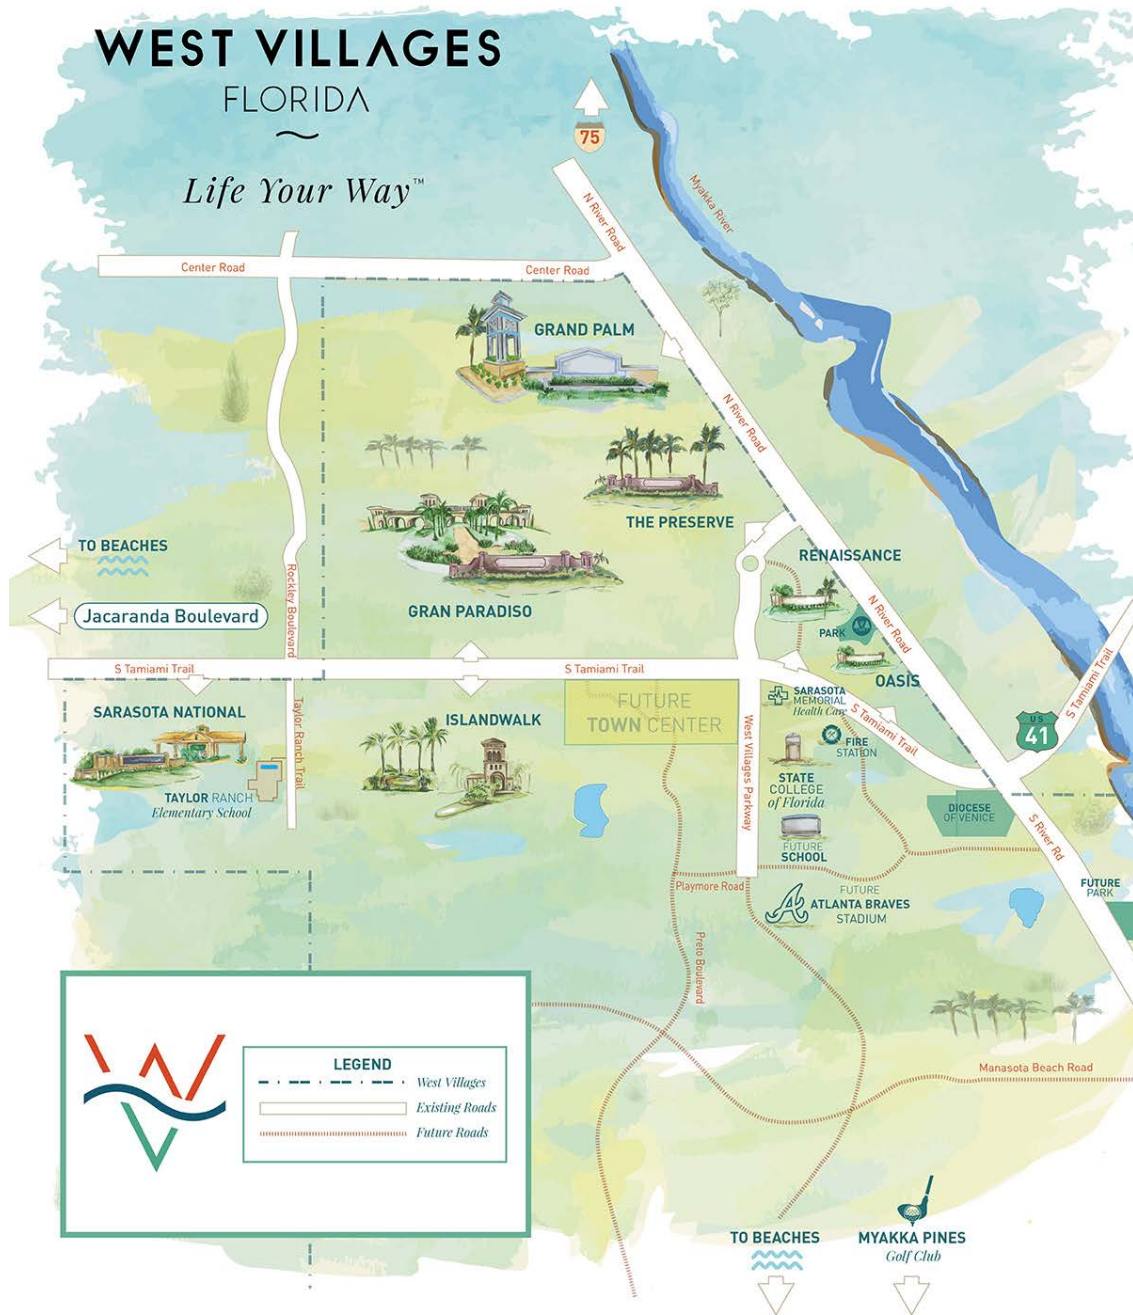 WEST VILLAGES
FLORIDA
Life Your Way™
75
N River Road
Myakka River
Center Road
Center Road
GRAND PALM
N River Road
THE PRESERVE
TO BEACHES
RENAISSANCE
Jacaranda Boulevard
Rockley Boulevard
GRAN PARADISO
N River Road
PARK
S Tamiami Trail
S Tamiami Trail
OASIS
S Tamiami Trail
SARASOTA NATIONAL
Taylor Ranch Trail
ISLANDWALK
FUTURE
TOWN CENTER
SARASOTA
MEMORIAL
Health Care
S Tamiami Trail
US
41
FIRE
STATION
West Villages Parkway
STATE
COLLEGE
of Florida
TAYLOR RANCH
Elementary School
DIOCESE
OF VENICE
S River Rd
FUTURE
SCHOOL
Playmore Road
FUTURE
PARK
FUTURE
ATLANTA BRAVES
STADIUM
A
Preto Boulevard
Manasota Beach Road
W
V
LEGEND
West Villages
Existing Roads
Future Roads
TO BEACHES
MYAKKA PINES
Golf Club